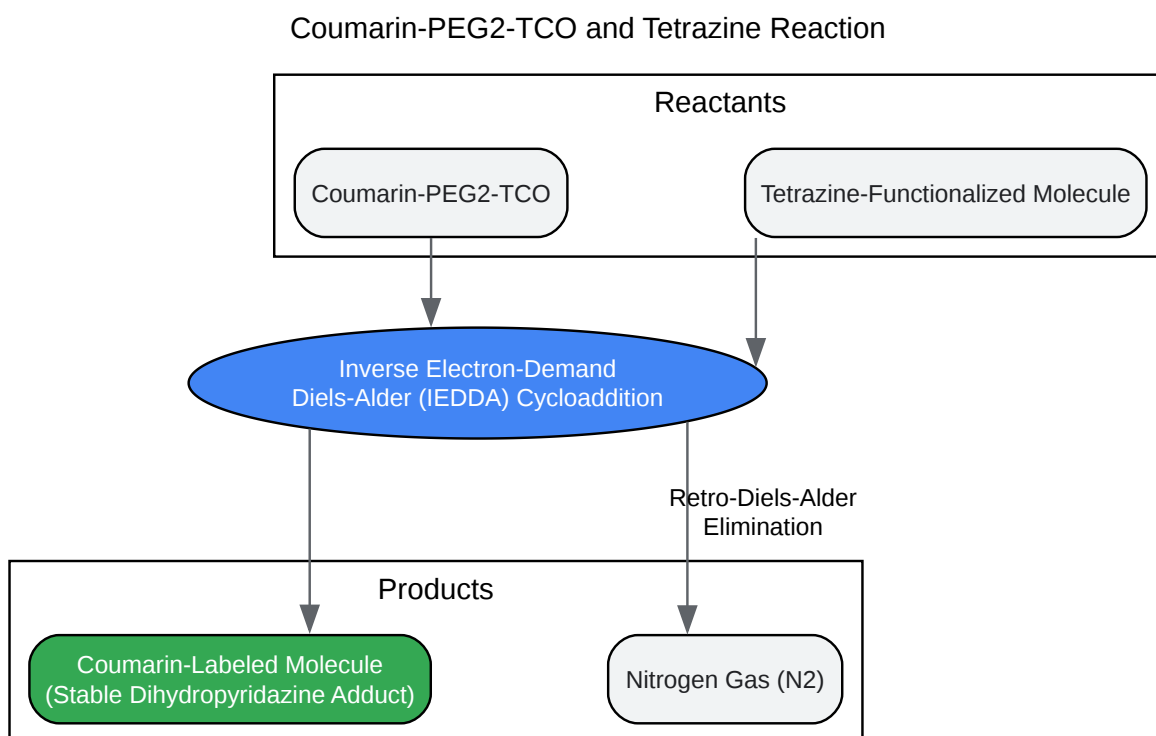 Coumarin-PEG2-TCO and Tetrazine Reaction
Reactants
Coumarin-PEG2-TCO
Tetrazine-Functionalized Molecule
Inverse Electron-Demand
Diels-Alder (IEDDA) Cycloaddition
Retro-Diels-Alder
Elimination
Products
Coumarin-Labeled Molecule
(Stable Dihydropyridazine Adduct)
Nitrogen Gas (N2)